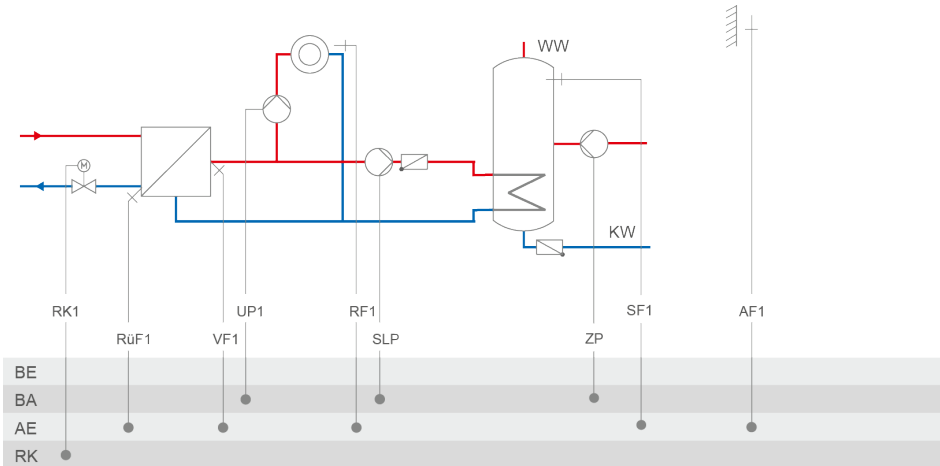 WW
M
KW
RK1 UP1 RF1 SF1 AF1
RüF1 VF1 SLP ZP
BE
BA
AE
RK